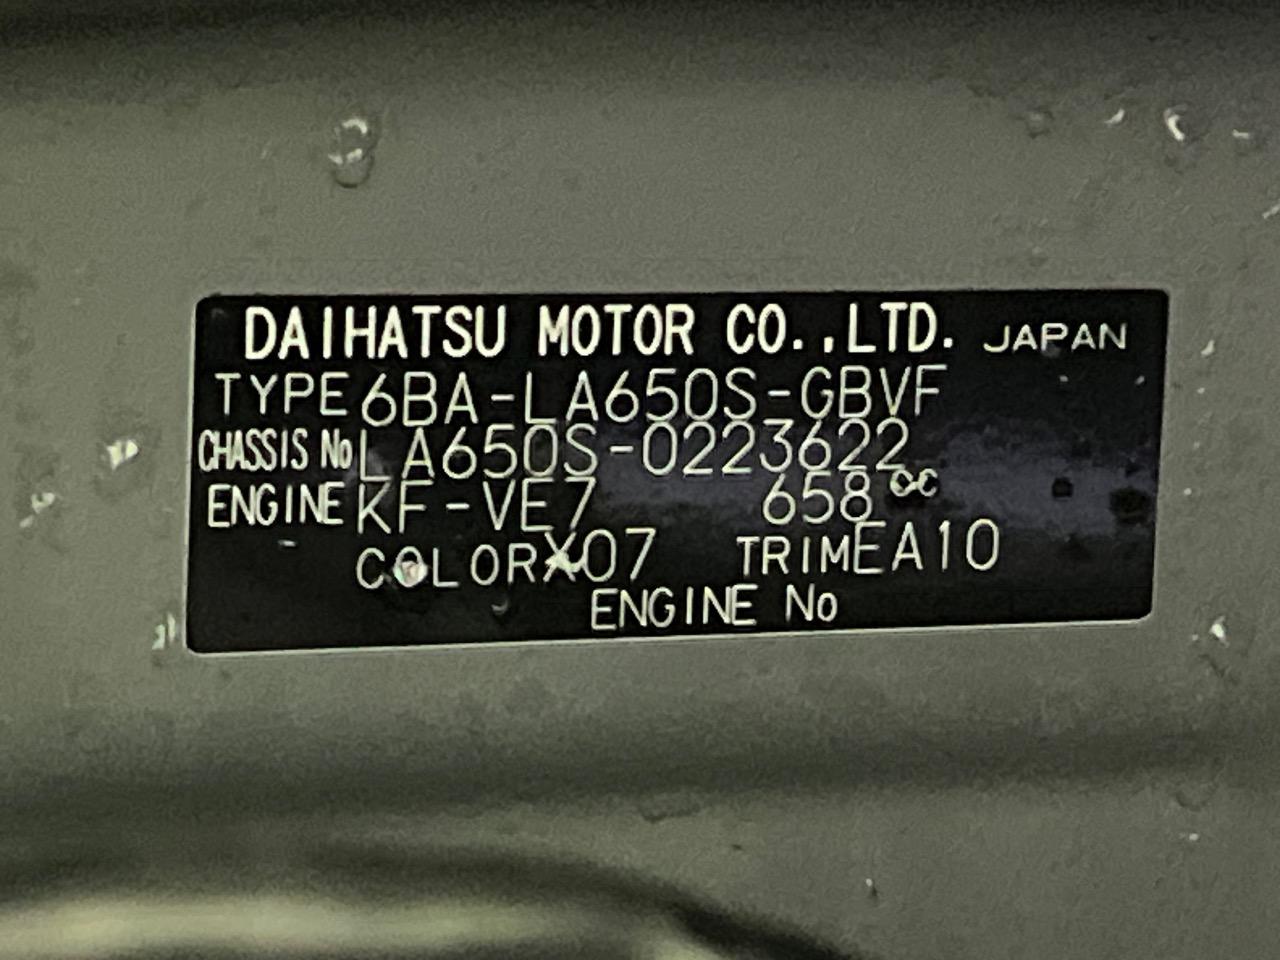 DAIHATSU MOTOR CO.,LTD. JAPAN
TYPE 6BA-LA650S-GBVF
CHASSIS No LA650S-0223622
ENGINE KF-VE7 658cc
COLOR X07 TRIM EA10
ENGINE No